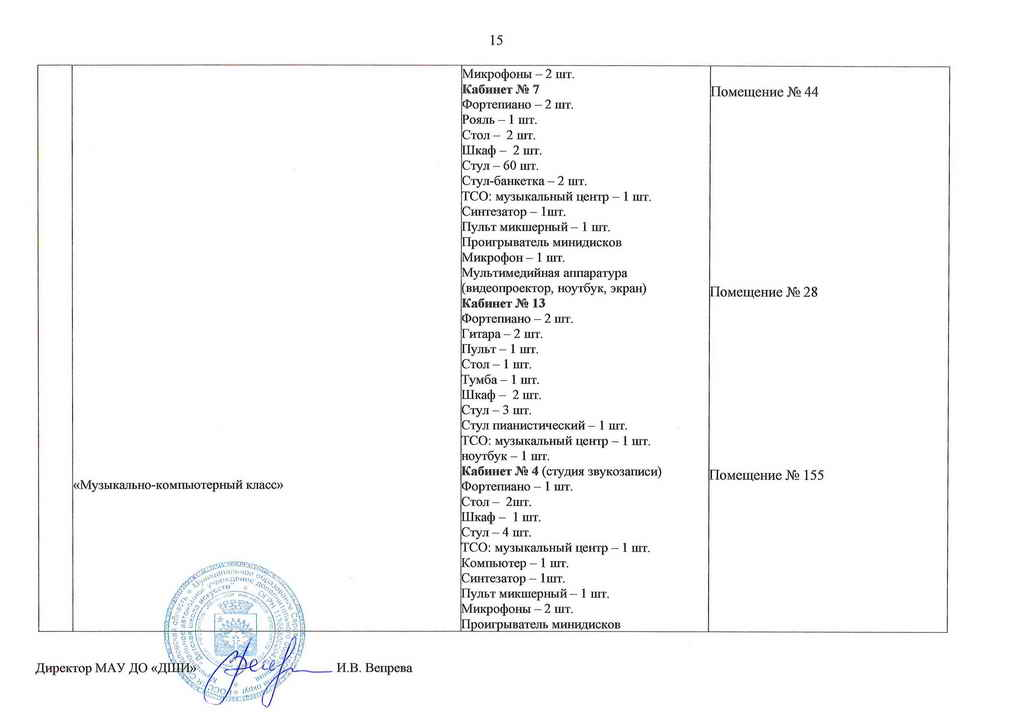 15
Микрофоны – 2 шт.
Кабинет № 7
Помещение № 44
Фортепиано – 2 шт.
Рояль – 1 шт.
Стол – 2 шт.
Шкаф – 2 шт.
Стул – 60 шт.
Стул-банкетка – 2 шт.
ТСО: музыкальный центр – 1 шт.
Синтезатор – 1шт.
Пульт микшерный – 1 шт.
Проигрыватель минидисков
Микрофон – 1 шт.
Мультимедийная аппаратура
(видеопроектор, ноутбук, экран)
Помещение № 28
Кабинет № 13
Фортепиано – 2 шт.
Гитара – 2 шт.
Пульт – 1 шт.
Стол – 1 шт.
Тумба – 1 шт.
Шкаф – 2 шт.
Стул – 3 шт.
Стул пианистический – 1 шт.
ТСО: музыкальный центр – 1 шт.
ноутбук – 1 шт.
Кабинет № 4 (студия звукозаписи)
Помещение № 155
«Музыкально-компьютерный класс»
Фортепиано – 1 шт.
Стол – 2шт.
Шкаф – 1 шт.
Стул – 4 шт.
ТСО: музыкальный центр – 1 шт.
Компьютер – 1 шт.
Синтезатор – 1шт.
Пульт микшерный – 1 шт.
Микрофоны – 2 шт.
Проигрыватель минидисков
Директор МАУ ДО «ДШИ» И.В. Вепрева